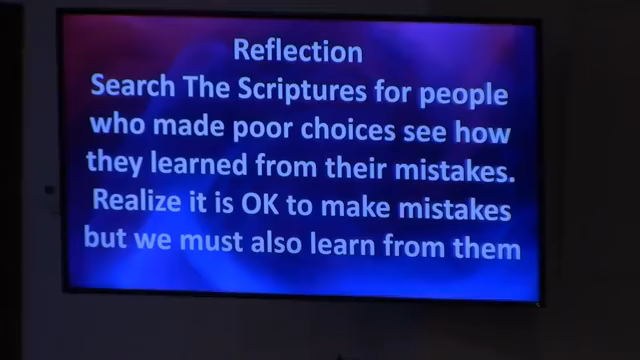 Reflection
Search The Scriptures for people
who made poor choices see how
they learned from their mistakes.
Realize it is OK to make mistakes
but we must also learn from them